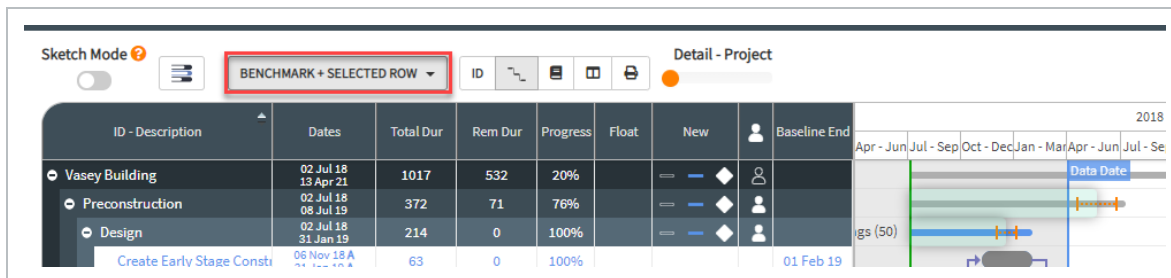 Sketch Mode ?
BENCHMARK + SELECTED ROW
ID
Detail - Project
ID - Description
Dates
Total Dur
Rem Dur
Progress
Float
New
Baseline End
2018
Apr - Jun
Jul - Sep
Oct - Dec
Jan - Mar
Apr - Jun
Jul - Se
Vasey Building
02 Jul 18
13 Apr 21
1017
532
20%
Data Date
Preconstruction
02 Jul 18
08 Jul 19
372
71
76%
Design
02 Jul 18
31 Jan 19
214
0
100%
gs (50)
Create Early Stage Constr
06 Nov 18 A
63
0
100%
01 Feb 19